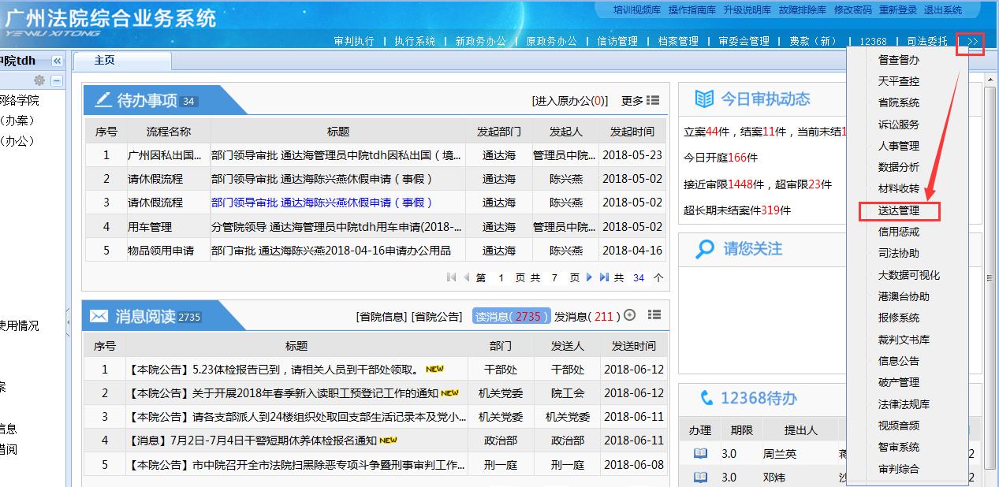 广州法院综合业务系统
YEWU XITONG
培训视频库 操作指南库 升级说明库 故障排除库 修改密码 重新登录 退出系统
审判执行 | 执行系统 | 新政务办公 | 原政务办公 | 信访管理 | 档案管理 | 审委会管理 | 费款（新） | 12368 | 司法委托 >>
中院tdh
主页
网络学院
（办案）
（办公）
使用情况
案
信息
借阅
待办事项 34
[进入原办公(0)] 更多
序号 流程名称 标题 发起部门 发起人 发起时间
1 广州因私出国... 部门领导审批 通达海管理员中院tdh因私出国（境... 通达海 管理员中院... 2018-05-23
2 请休假流程 部门领导审批 通达海陈兴燕休假申请（事假） 通达海 陈兴燕 2018-05-02
3 请休假流程 部门领导审批 通达海陈兴燕休假申请（事假） 通达海 陈兴燕 2018-05-02
4 用车管理 分管院领导 通达海管理员中院tdh用车申请(2018-... 通达海 管理员中院... 2018-05-02
5 物品领用申请 部门审批 通达海陈兴燕2018-04-16申请办公用品 通达海 陈兴燕 2018-04-16
第 1 页 共 7 页 共 34 个
消息阅读 2735
[省院信息] [省院公告] 读消息( 2735 ) 发消息( 211 )
序号 标题 部门 发送人 发送时间
1 【本院公告】5.23体检报告已到，请相关人员到干部处领取。 NEW 干部处 干部处 2018-06-12
2 【本院公告】关于开展2018年春季新入读职工预登记工作的通知 NEW 机关党委 院工会 2018-06-12
3 【本院公告】请各支部派人到24楼组织处取回支部生活记录本及党小... 机关党委 机关党委 2018-06-11
4 【消息】7月2日-7月4日干警短期休养体检报名通知 NEW 政治部 政治部 2018-06-11
5 【本院公告】市中院召开全市法院扫黑除恶专项斗争暨刑事审判工作... 刑一庭 刑一庭 2018-06-08
今日审执动态
立案44件，结案11件，当前未结1
今日开庭166件
接近审限1448件，超审限23件
超长期未结案件319件
请您关注
12368待办
办理 期限 提出人
3.0 周兰英 蒋 2
3.0 邓炜 沙 2
督查督办
天平查控
省院系统
诉讼服务
人事管理
数据分析
材料收转
送达管理
信用惩戒
司法协助
大数据可视化
港澳台协助
报修系统
裁判文书库
信息公告
破产管理
法律法规库
视频音频
智审系统
审判综合